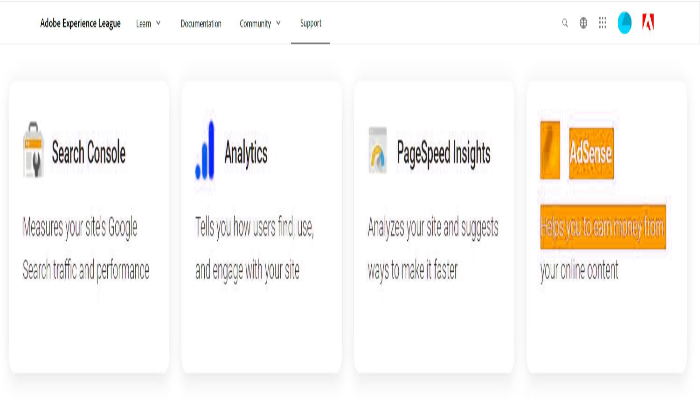 Adobe Experience League Learn Documentation Community Support
Search Console
Measures your site's Google
Search traffic and performance
Analytics
Tells you how users find, use,
and engage with your site
PageSpeed Insights
Analyzes your site and suggests
ways to make it faster
AdSense
Helps you to earn money from
your online content